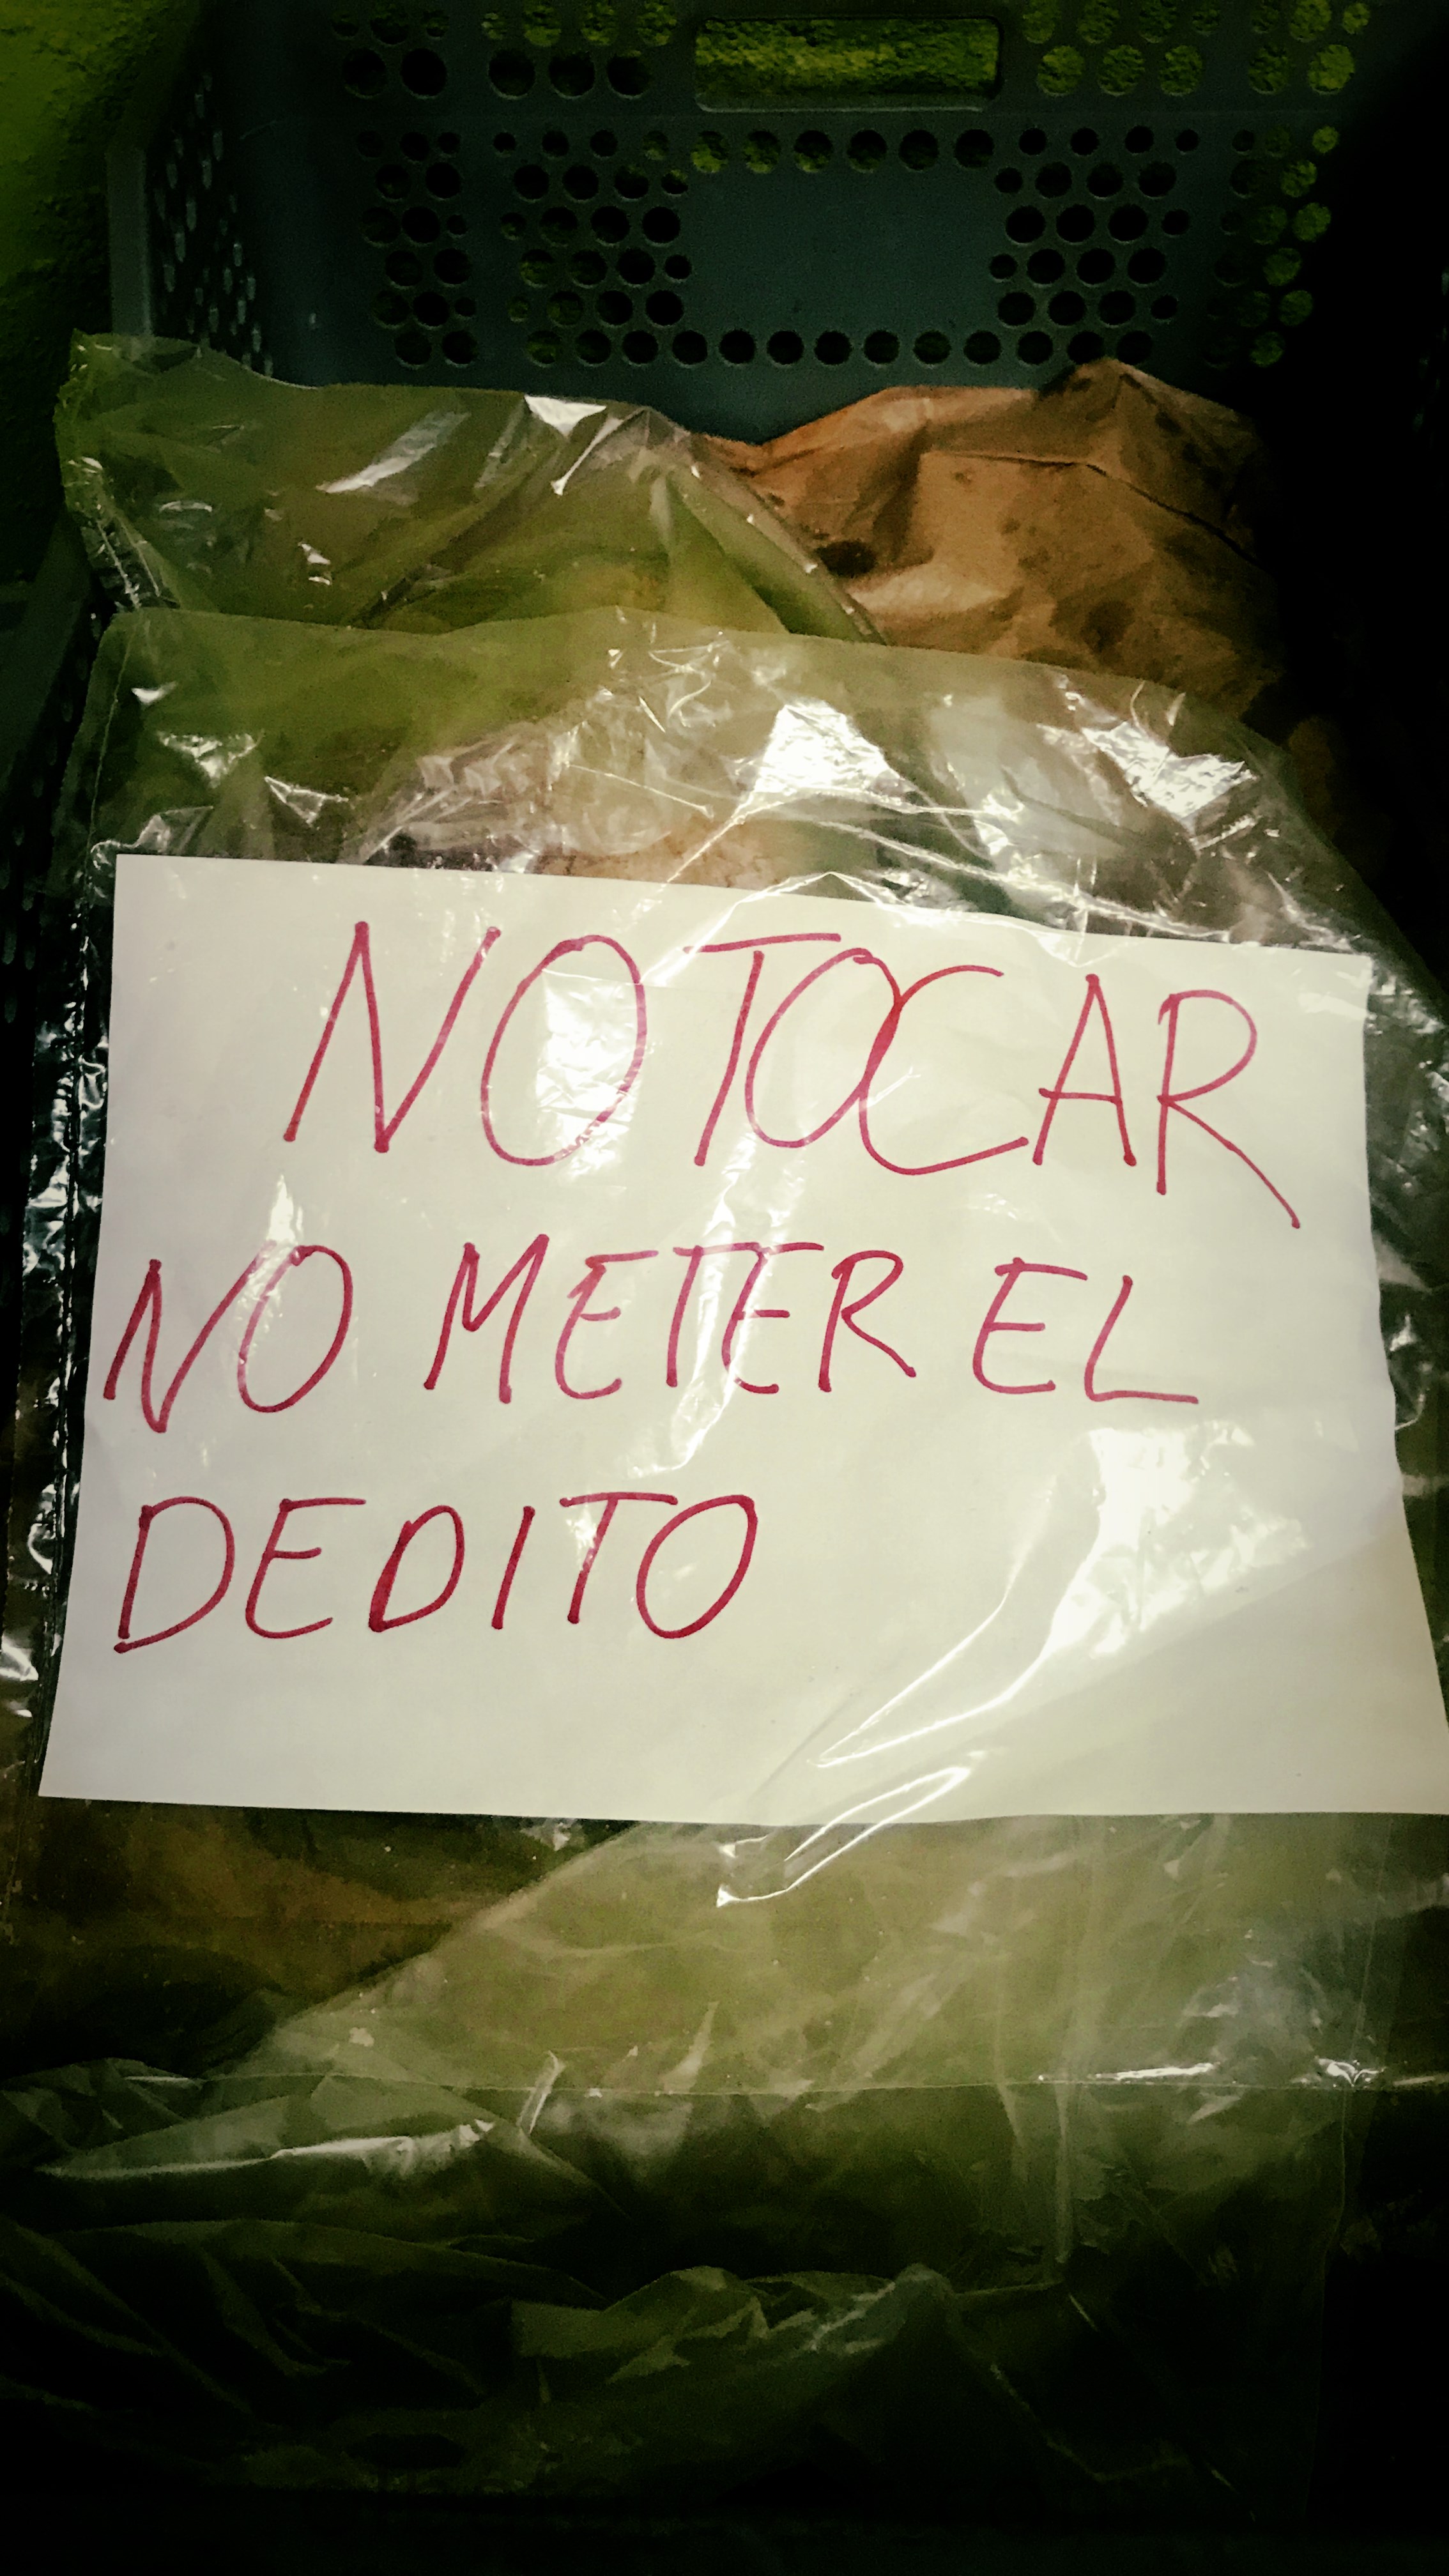 NO TOCAR
NO METER EL
DEDITO